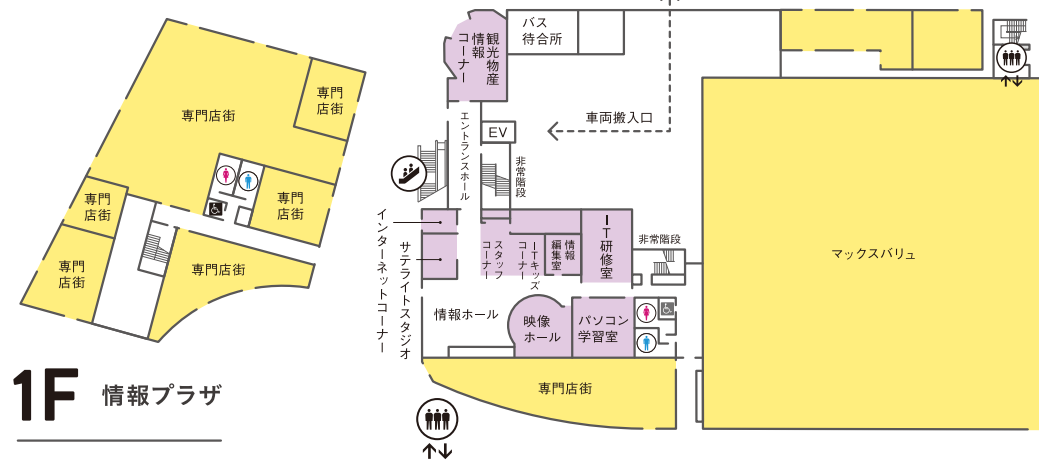 専門店街
専門
店街
専門
店街
専門
店街
専門
店街
専門店街
1F 情報プラザ
観光物産
情報
コーナー
バス
待合所
エントランスホール
EV
非常階段
車両搬入口
インターネットコーナー
サテライトスタジオ
スタッフ
コーナー
ITキッズ
コーナー
情報
編集室
IT研修室
非常階段
情報ホール
映像
ホール
パソコン
学習室
専門店街
マックスバリュ